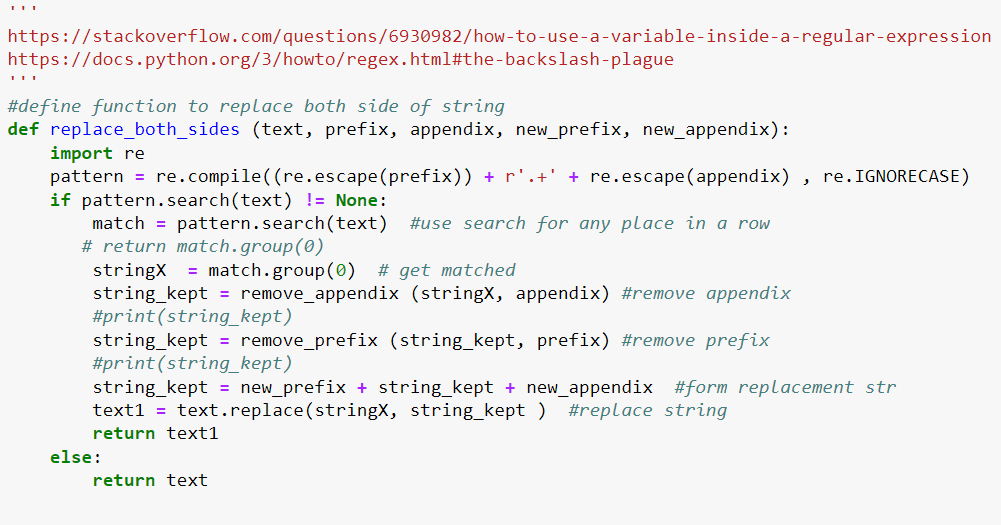 '''
https://stackoverflow.com/questions/6930982/how-to-use-a-variable-inside-a-regular-expression
https://docs.python.org/3/howto/regex.html#the-backslash-plague
'''
#define function to replace both side of string
def replace_both_sides (text, prefix, appendix, new_prefix, new_appendix):
    import re
    pattern = re.compile((re.escape(prefix)) + r'.+' + re.escape(appendix) , re.IGNORECASE)
    if pattern.search(text) != None:
        match = pattern.search(text)  #use search for any place in a row
       # return match.group(0)
        stringX  = match.group(0)  # get matched
        string_kept = remove_appendix (stringX, appendix) #remove appendix
        #print(string_kept)
        string_kept = remove_prefix (string_kept, prefix) #remove prefix
        #print(string_kept)
        string_kept = new_prefix + string_kept + new_appendix  #form replacement str
        text1 = text.replace(stringX, string_kept )  #replace string
        return text1
    else:
        return text